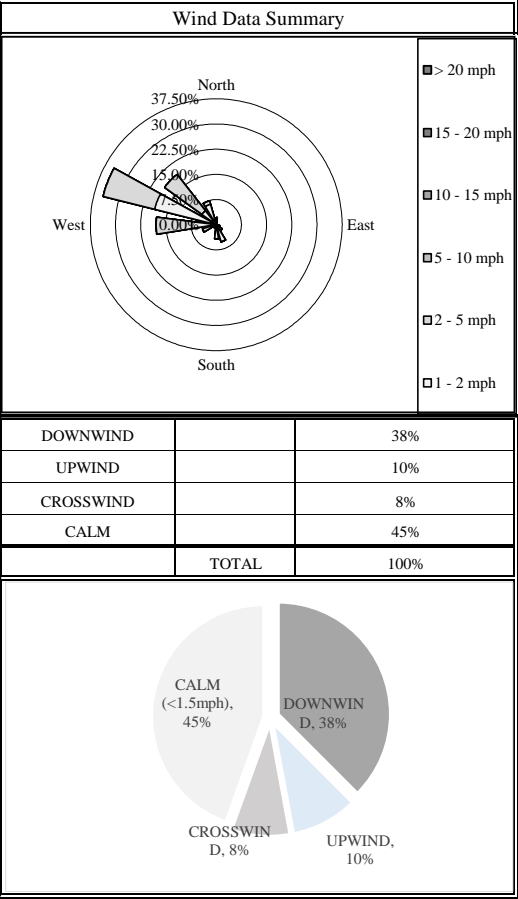 Wind Data Summary
North
37.50%
30.00%
22.50%
15.00%
7.50%
0.00%
West
East
South
> 20 mph
15 - 20 mph
10 - 15 mph
5 - 10 mph
2 - 5 mph
1 - 2 mph
DOWNWIND 38%
UPWIND 10%
CROSSWIND 8%
CALM 45%
TOTAL 100%
CALM
(<1.5mph),
45%
DOWNWIN
D, 38%
CROSSWIN
D, 8%
UPWIND,
10%